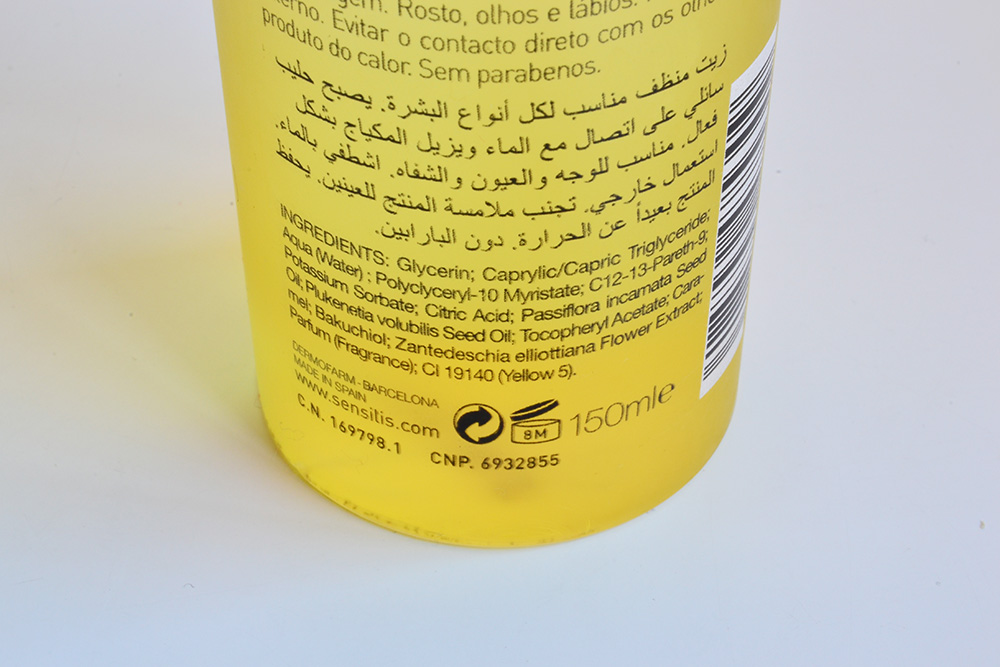 Rosto, olhos e lábios.
Evitar o contacto direto com os
produto do calor. Sem parabenos.
زيت منظف مناسب لكل أنواع البشرة. يصبح حليب
سائلي على اتصال مع الماء ويزيل المكياج بشكل
فعال. مناسب للوجه والعيون والشفاه. اشطفي بالماء.
استعمال خارجي. تجنب ملامسة المنتج للعينين. يحفظ
المنتج بعيداً عن الحرارة. دون البارابين.
INGREDIENTS: Glycerin; Caprylic/Capric Triglyceride;
Aqua (Water) ; Polyclyceryl-10 Myristate; C12-13-Pareth-9;
Potassium Sorbate; Citric Acid; Passiflora incarnata Seed
Oil; Plukenetia volubilis Seed Oil; Tocopheryl Acetate; Cara-
mel; Bakuchiol; Zantedeschia elliottiana Flower Extract;
Parfum (Fragrance); CI 19140 (Yellow 5).
DERMOFARM - BARCELONA
MADE IN SPAIN
www.sensilis.com
C.N. 169798.1
8M
150ml e
CNP. 6932855